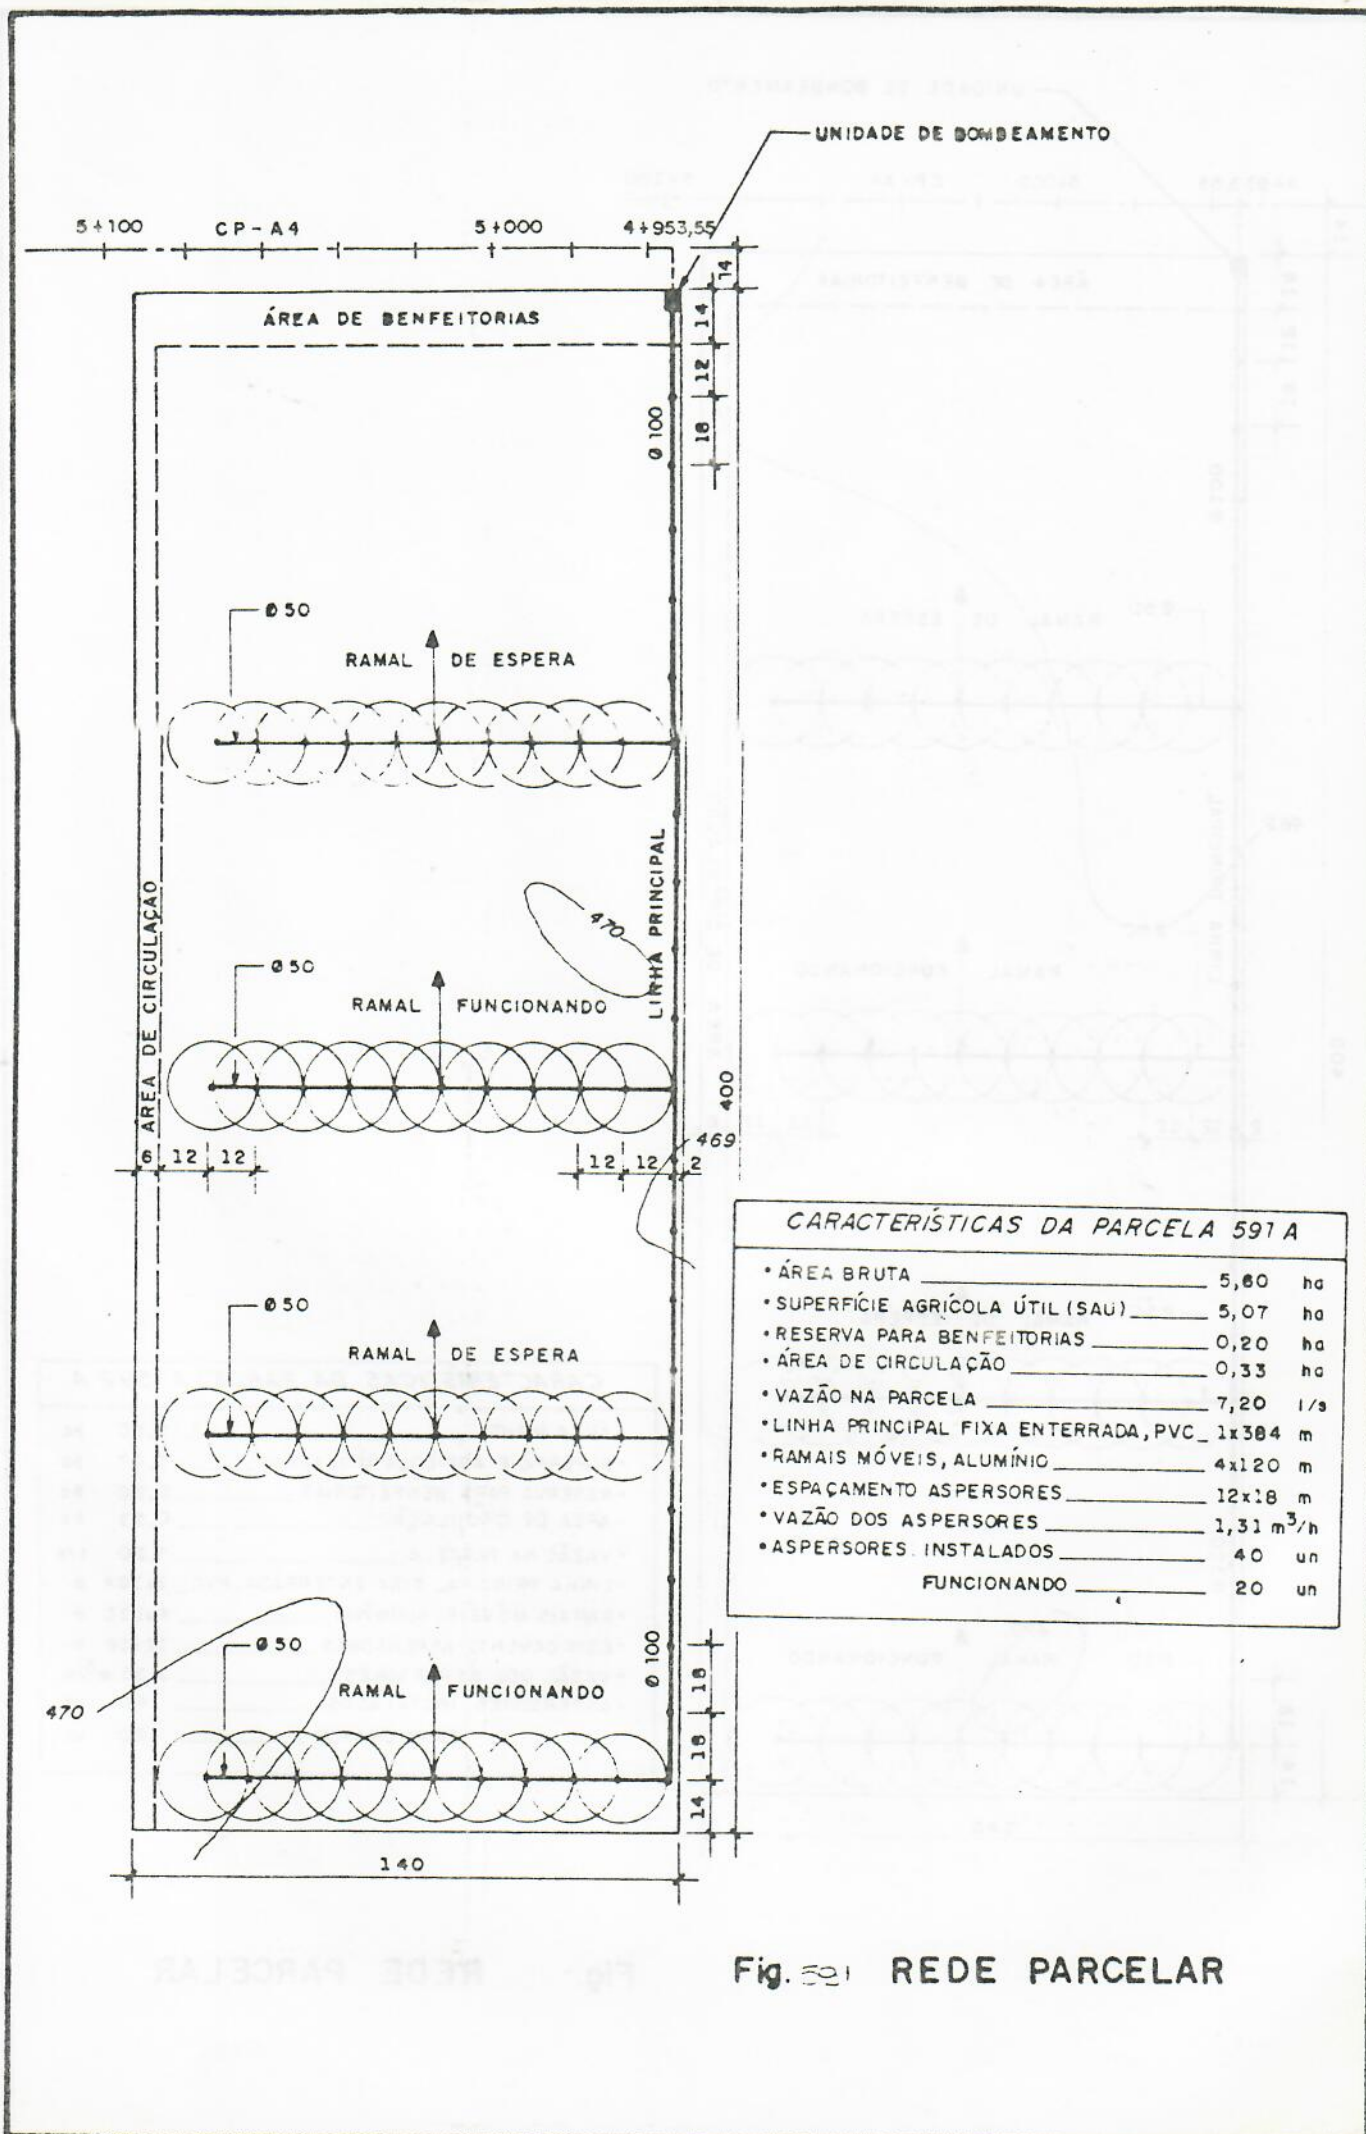 UNIDADE DE BOMBEAMENTO
5+100 CP-A4 5+000 4+953,55
14
ÁREA DE BENFEITORIAS
14
12
18
Ø 100
Ø 50
RAMAL DE ESPERA
LINHA PRINCIPAL
470
ÁREA DE CIRCULAÇÃO
Ø 50
RAMAL FUNCIONANDO
400
469
6 12 12 12 12 2
Ø 50
RAMAL DE ESPERA
CARACTERÍSTICAS DA PARCELA 591 A
• ÁREA BRUTA 5,60 ha
• SUPERFÍCIE AGRÍCOLA ÚTIL (SAU) 5,07 ha
• RESERVA PARA BENFEITORIAS 0,20 ha
• ÁREA DE CIRCULAÇÃO 0,33 ha
• VAZÃO NA PARCELA 7,20 l/s
• LINHA PRINCIPAL FIXA ENTERRADA, PVC 1x384 m
• RAMAIS MÓVEIS, ALUMÍNIO 4x120 m
• ESPAÇAMENTO ASPERSORES 12x18 m
• VAZÃO DOS ASPERSORES 1,31 m³/h
• ASPERSORES INSTALADOS 40 un
FUNCIONANDO 20 un
Ø 50
Ø 100
18
RAMAL FUNCIONANDO
470
18
14
140
Fig. 591 REDE PARCELAR